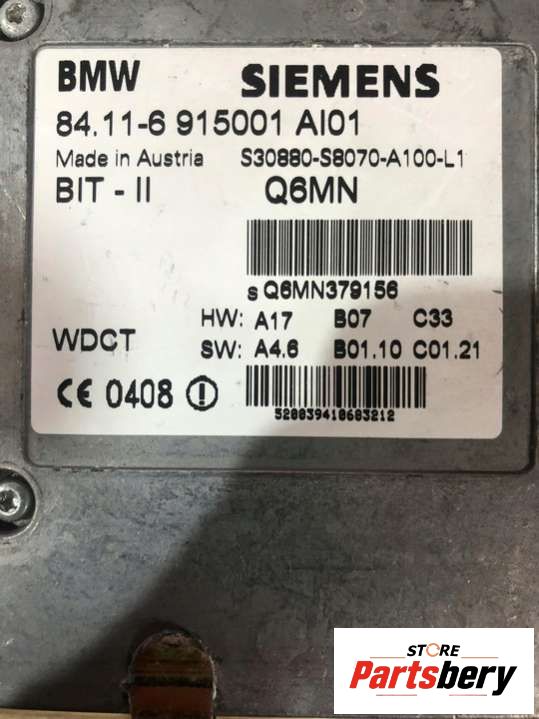 BMW SIEMENS
84.11-6 915001 AI01
Made in Austria S30880-S8070-A100-L1
BIT - II Q6MN
s Q6MN379156
HW: A17 B07 C33
WDCT SW: A4.6 B01.10 C01.21
CE 0408
520039410683212
STORE
Partsbery